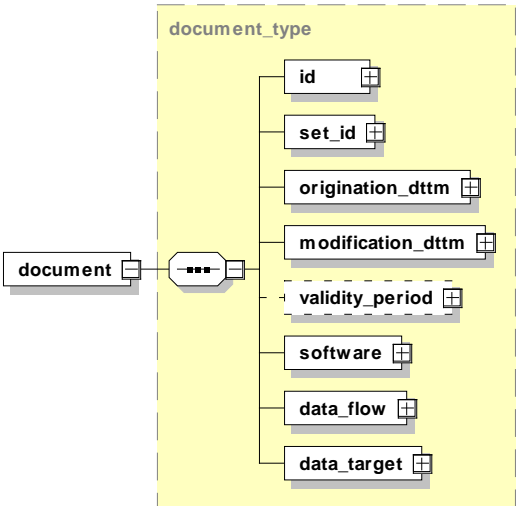 document_type
id
set_id
origination_dttm
modification_dttm
document
validity_period
software
data_flow
data_target